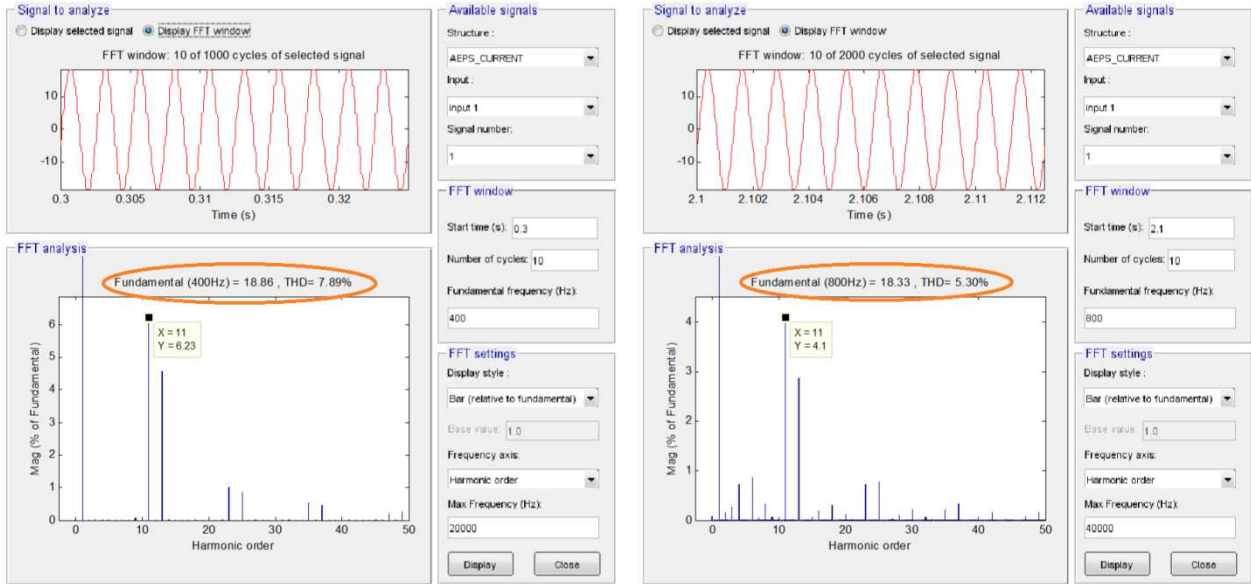 Signal to analyze
Display selected signal Display FFT window
FFT window: 10 of 1000 cycles of selected signal
10
0
-10
0.3 0.305 0.31 0.315 0.32
Time (s)
Available signals
Structure :
AEPS_CURRENT
Input :
input 1
Signal number:
1
FFT window
Start time (s): 0.3
Number of cycles: 10
Fundamental frequency (Hz):
400
FFT analysis
Fundamental (400Hz) = 18.86 , THD= 7.89%
X = 11
Y = 6.23
6
5
4
3
2
1
0
Mag (% of Fundamental)
0 10 20 30 40 50
Harmonic order
FFT settings
Display style :
Bar (relative to fundamental)
Base value: 1.0
Frequency axis:
Harmonic order
Max Frequency (Hz):
20000
Display Close
Signal to analyze
Display selected signal Display FFT window
FFT window: 10 of 2000 cycles of selected signal
10
0
-10
2.1 2.102 2.104 2.106 2.108 2.11 2.112
Time (s)
Available signals
Structure :
AEPS_CURRENT
Input :
input 1
Signal number:
1
FFT window
Start time (s): 2.1
Number of cycles: 10
Fundamental frequency (Hz):
800
FFT analysis
Fundamental (800Hz) = 18.33 , THD= 5.30%
X = 11
Y = 4.1
4
3
2
1
0
Mag (% of Fundamental)
0 10 20 30 40 50
Harmonic order
FFT settings
Display style :
Bar (relative to fundamental)
Base value: 1.0
Frequency axis:
Harmonic order
Max Frequency (Hz):
40000
Display Close